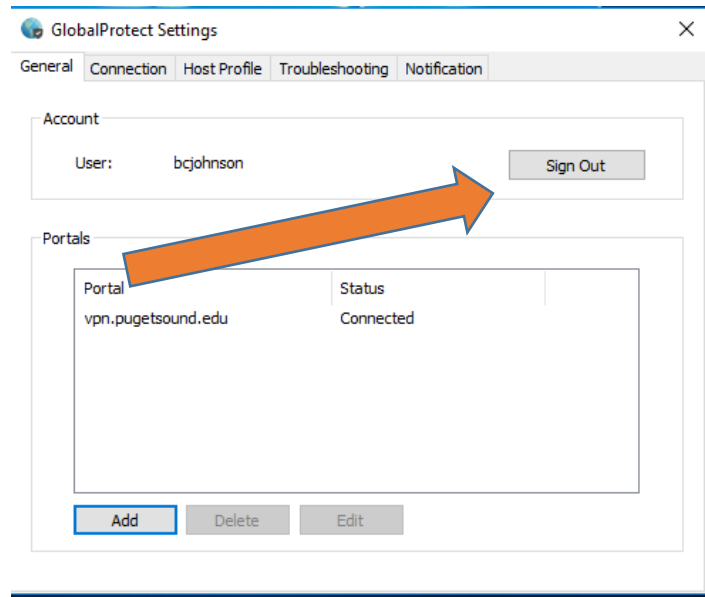 GlobalProtect Settings
General Connection Host Profile Troubleshooting Notification
Account
User: bcjohnson Sign Out
Portals
Portal Status
vpn.pugetsound.edu Connected
Add Delete Edit